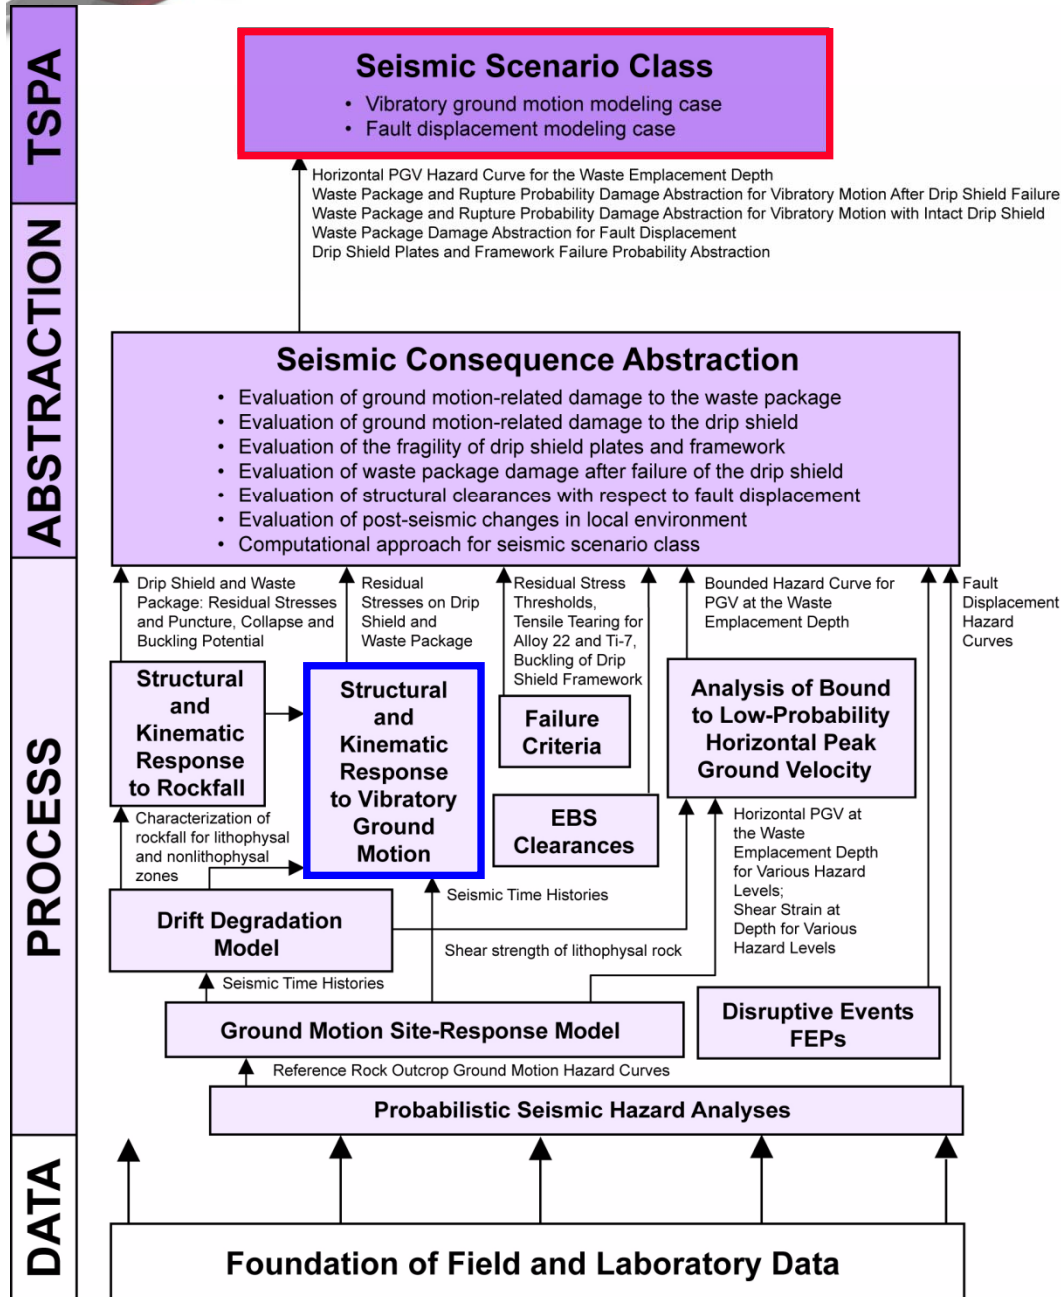 TSPA
Seismic Scenario Class
• Vibratory ground motion modeling case
• Fault displacement modeling case
Horizontal PGV Hazard Curve for the Waste Emplacement Depth
Waste Package and Rupture Probability Damage Abstraction for Vibratory Motion After Drip Shield Failure
Waste Package and Rupture Probability Damage Abstraction for Vibratory Motion with Intact Drip Shield
Waste Package Damage Abstraction for Fault Displacement
Drip Shield Plates and Framework Failure Probability Abstraction
ABSTRACTION
Seismic Consequence Abstraction
• Evaluation of ground motion-related damage to the waste package
• Evaluation of ground motion-related damage to the drip shield
• Evaluation of the fragility of drip shield plates and framework
• Evaluation of waste package damage after failure of the drip shield
• Evaluation of structural clearances with respect to fault displacement
• Evaluation of post-seismic changes in local environment
• Computational approach for seismic scenario class
PROCESS
Drip Shield and Waste
Package: Residual Stresses
and Puncture, Collapse and
Buckling Potential
Residual
Stresses on Drip
Shield and
Waste Package
Residual Stress
Thresholds,
Tensile Tearing for
Alloy 22 and Ti-7,
Buckling of Drip
Shield Framework
Bounded Hazard Curve for
PGV at the Waste
Emplacement Depth
Fault
Displacement
Hazard
Curves
Structural
and
Kinematic
Response
to Rockfall
Structural
and
Kinematic
Response
to Vibratory
Ground
Motion
Failure
Criteria
EBS
Clearances
Analysis of Bound
to Low-Probability
Horizontal Peak
Ground Velocity
Characterization of
rockfall for lithophysal
and nonlithophysal
zones
Horizontal PGV at
the Waste
Emplacement Depth
for Various Hazard
Levels;
Shear Strain at
Depth for Various
Hazard Levels
Drift Degradation
Model
Seismic Time Histories
Shear strength of lithophysal rock
Seismic Time Histories
Ground Motion Site-Response Model
Disruptive Events
FEPs
Reference Rock Outcrop Ground Motion Hazard Curves
Probabilistic Seismic Hazard Analyses
DATA
Foundation of Field and Laboratory Data